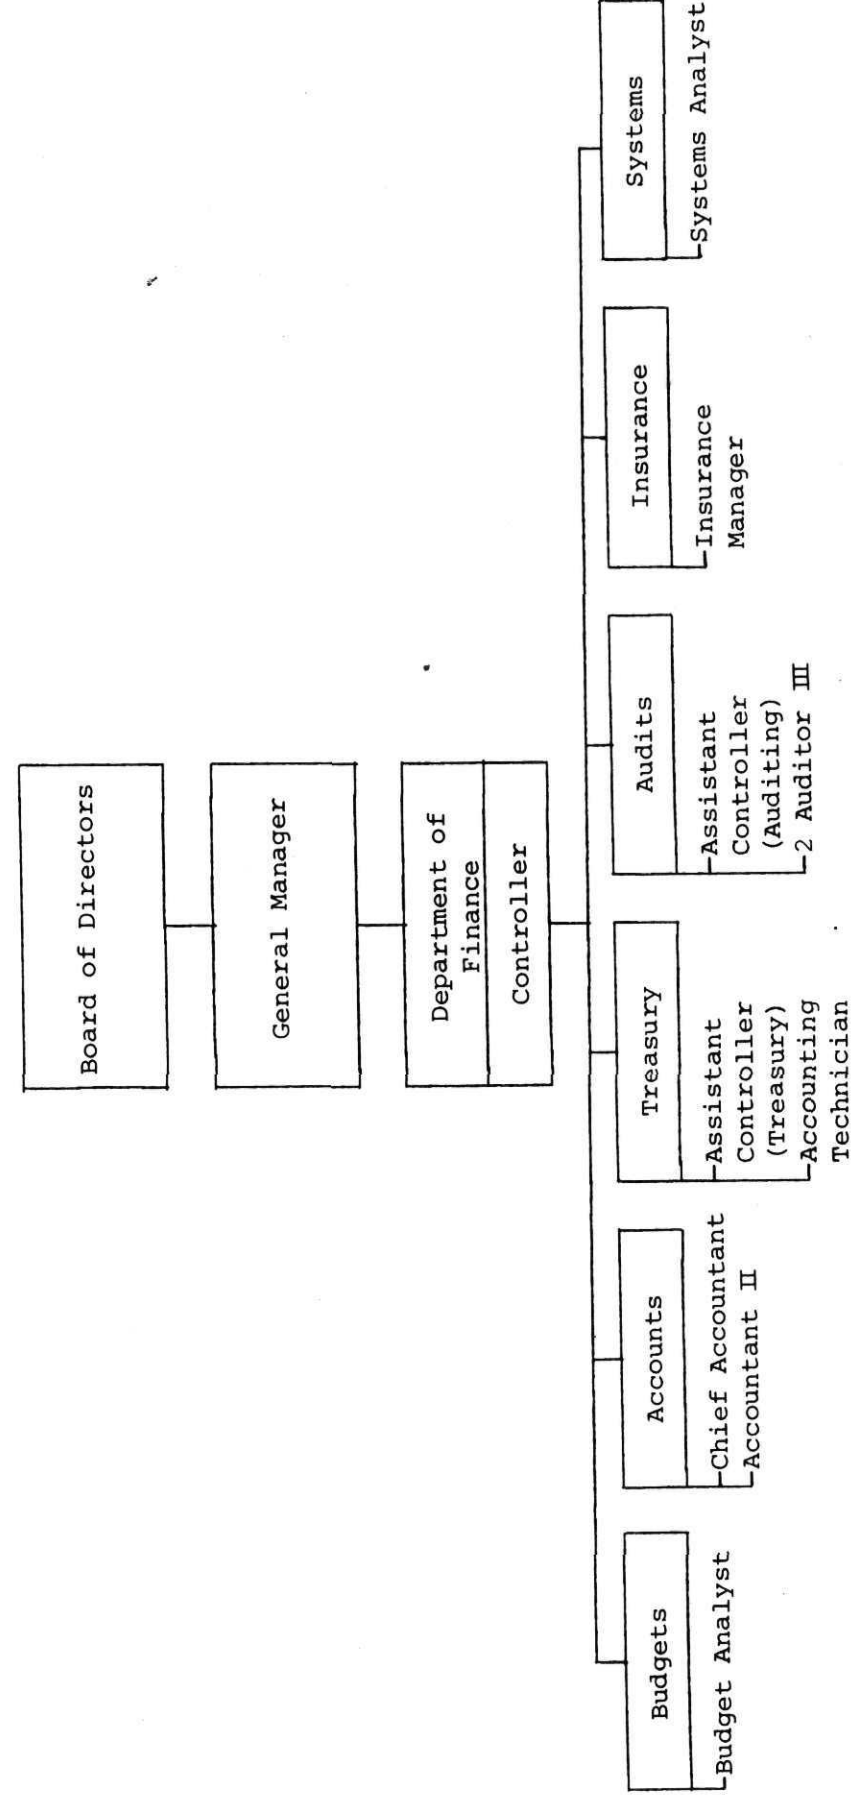 Board of Directors
General Manager
Department of
Finance
Controller
Budgets
Budget Analyst
Accounts
Chief Accountant
Accountant II
Treasury
Assistant
Controller
(Treasury)
Accounting
Technician
Audits
Assistant
Controller
(Auditing)
2 Auditor III
Insurance
Insurance
Manager
Systems
Systems Analyst